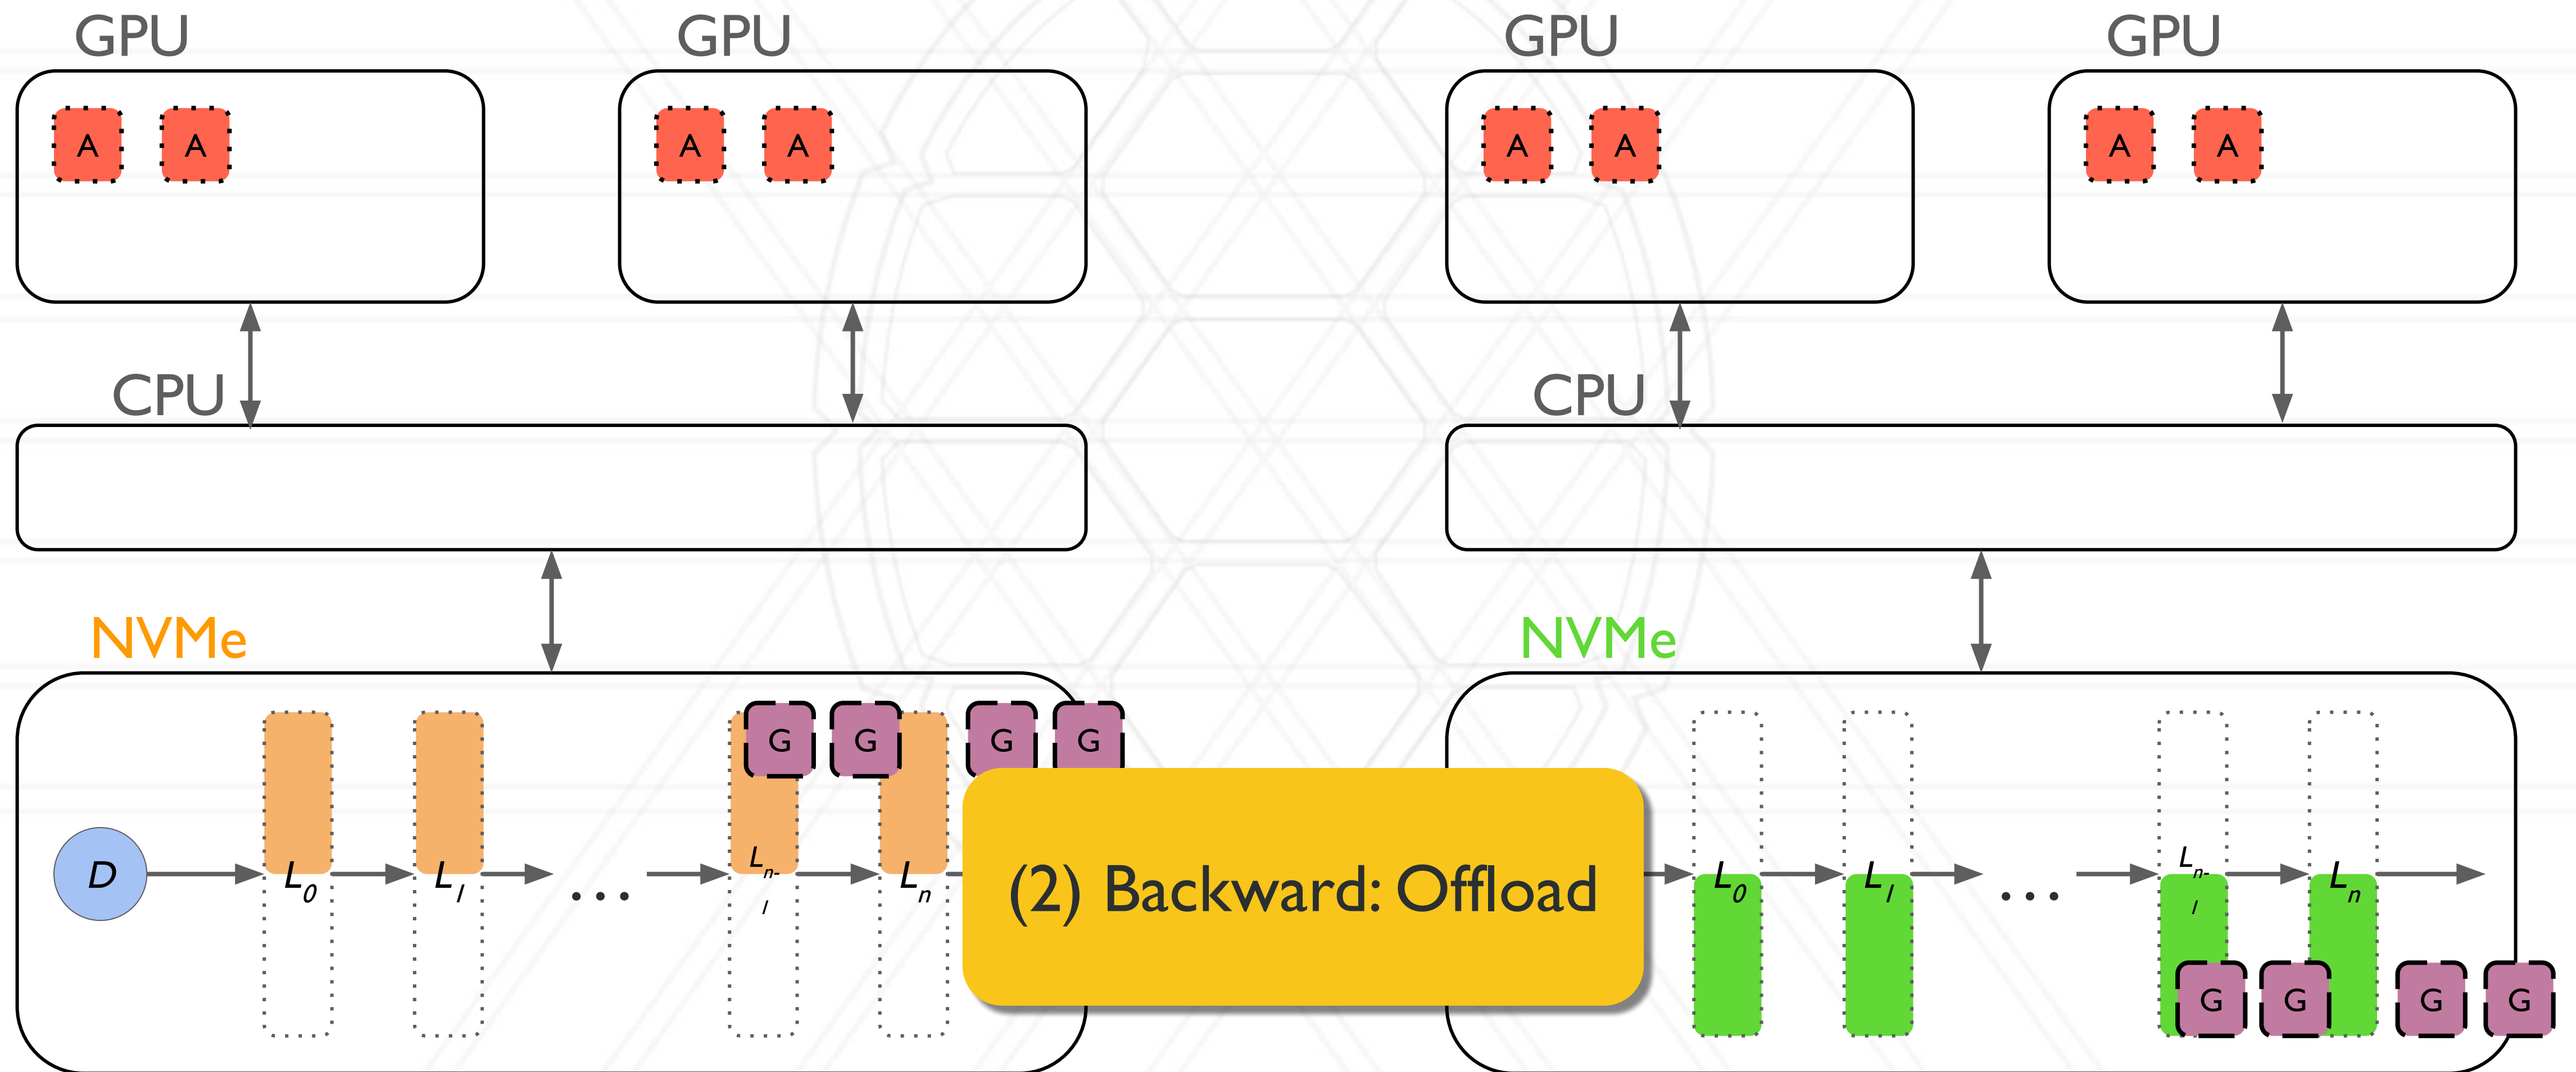 GPU GPU GPU GPU
A A A A A A A A
CPU CPU
NVMe NVMe
G G G G
D L0 L1 ... Ln-1 Ln
(2) Backward: Offload
L0 L1 ... Ln-1 Ln
G G G G